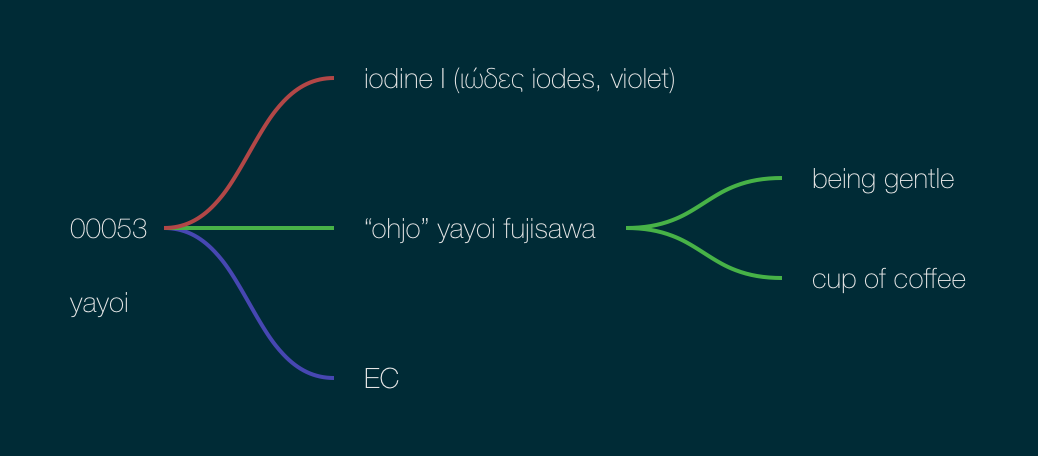 iodine I (ιώδες iodes, violet)
being gentle
00053
“ohjo” yayoi fujisawa
cup of coffee
yayoi
EC